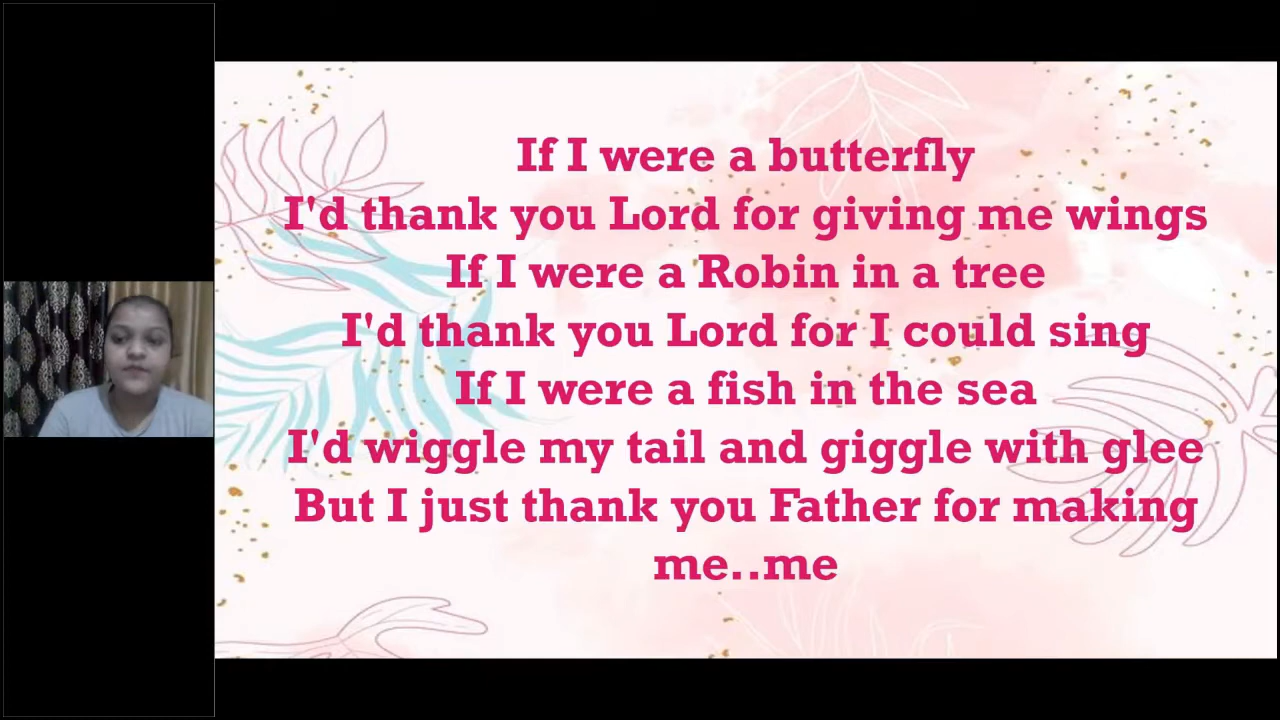 If I were a butterfly
I'd thank you Lord for giving me wings
If I were a Robin in a tree
I'd thank you Lord for I could sing
If I were a fish in the sea
I'd wiggle my tail and giggle with glee
But I just thank you Father for making
me..me